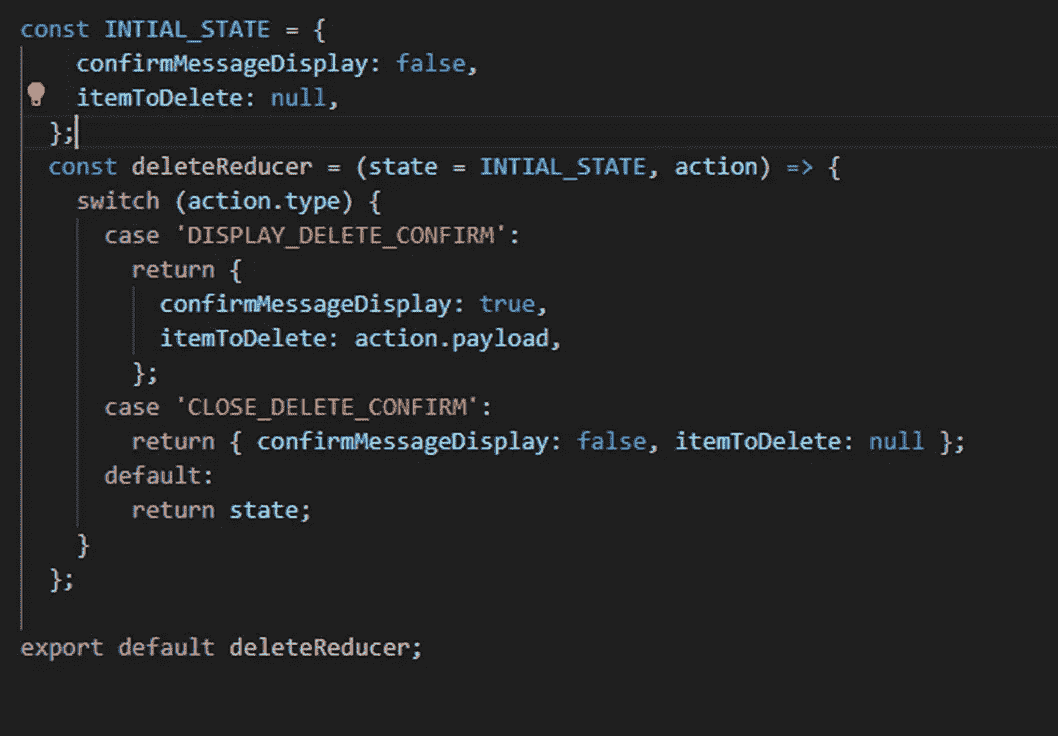 const INTIAL_STATE = {
    confirmMessageDisplay: false,
    itemToDelete: null,
  };
  const deleteReducer = (state = INTIAL_STATE, action) => {
    switch (action.type) {
      case 'DISPLAY_DELETE_CONFIRM':
        return {
          confirmMessageDisplay: true,
          itemToDelete: action.payload,
        };
      case 'CLOSE_DELETE_CONFIRM':
        return { confirmMessageDisplay: false, itemToDelete: null };
      default:
        return state;
    }
  };

export default deleteReducer;